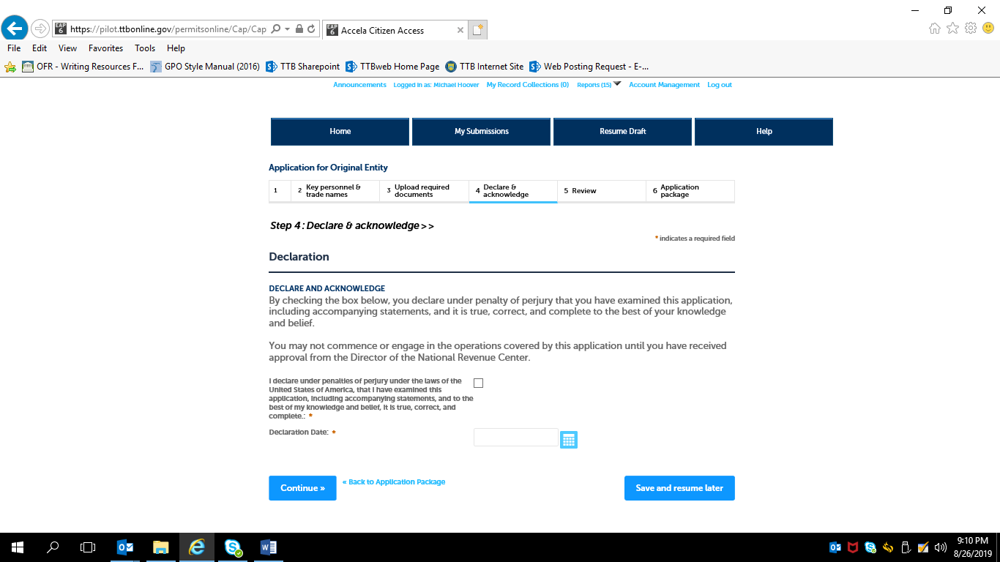 https://pilot.ttbonline.gov/permitsonline/Cap/Cap
EAP 6
Accela Citizen Access
File Edit View Favorites Tools Help
OFR - Writing Resources F...
GPO Style Manual (2016)
TTB Sharepoint
TTBweb Home Page
TTB Internet Site
Web Posting Request - E-...
Announcements Logged in as: Michael Hoover My Record Collections (0) Reports (15) Account Management Log out
Home My Submissions Resume Draft Help
Application for Original Entity
1
2 Key personnel & trade names
3 Upload required documents
4 Declare & acknowledge
5 Review
6 Application package
Step 4 : Declare & acknowledge>>
* indicates a required field
Declaration
DECLARE AND ACKNOWLEDGE
By checking the box below, you declare under penalty of perjury that you have examined this application,
including accompanying statements, and it is true, correct, and complete to the best of your knowledge
and belief.
You may not commence or engage in the operations covered by this application until you have received
approval from the Director of the National Revenue Center.
I declare under penalties of perjury under the laws of the
United States of America, that I have examined this
application, including accompanying statements, and to the
best of my knowledge and belief, it is true, correct, and
complete.: *
Declaration Date: *
Continue »
« Back to Application Package
Save and resume later
9:10 PM
8/26/2019